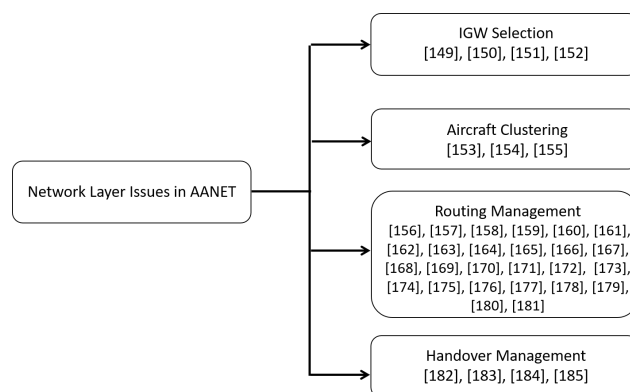 Network Layer Issues in AANET
IGW Selection
[149], [150], [151], [152]
Aircraft Clustering
[153], [154], [155]
Routing Management
[156], [157], [158], [159], [160], [161],
[162], [163], [164], [165], [166], [167],
[168], [169], [170], [171], [172], [173],
[174], [175], [176], [177], [178], [179],
[180], [181]
Handover Management
[182], [183], [184], [185]